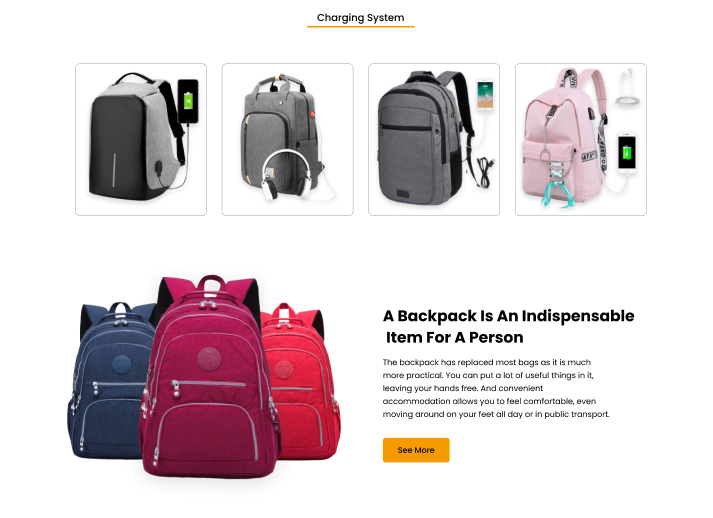 Charging System
A Backpack Is An Indispensable
Item For A Person
The backpack has replaced most bags as it is much
more practical. You can put a lot of useful things in it,
leaving your hands free. And convenient
accommodation allows you to feel comfortable, even
moving around on your feet all day or in public transport.
See More